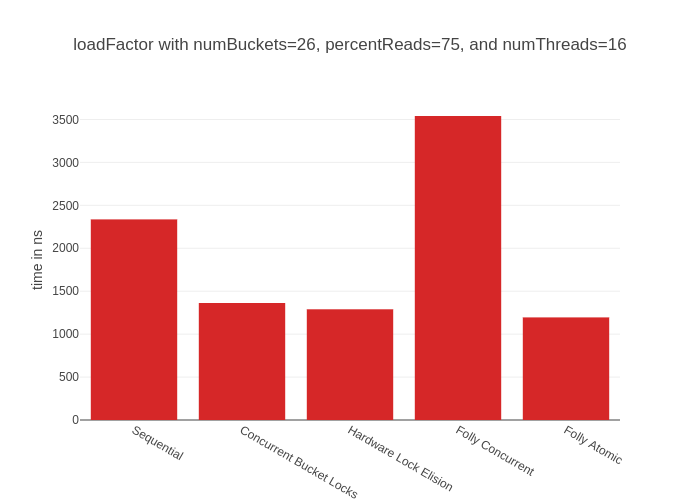 loadFactor with numBuckets=26, percentReads=75, and numThreads=16
time in ns
3500
3000
2500
2000
1500
1000
500
0
Sequential
Concurrent Bucket Locks
Hardware Lock Elision
Folly Concurrent
Folly Atomic